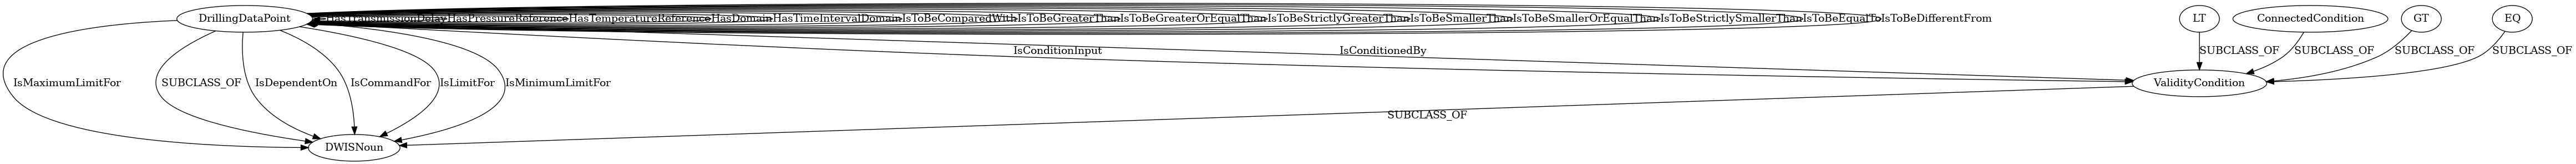 DrillingDataPoint
HasTransmissionDelay
HasPressureReference
HasTemperatureReference
HasDomain
HasTimeIntervalDomain
IsToBeComparedWith
IsToBeGreaterThan
IsToBeGreaterOrEqualThan
IsToBeStrictlyGreaterThan
IsToBeSmallerThan
IsToBeSmallerOrEqualThan
IsToBeStrictlySmallerThan
IsToBeEqualTo
IsToBeDifferentFrom
LT
ConnectedCondition
GT
EQ
IsConditionInput
IsConditionedBy
SUBCLASS_OF
SUBCLASS_OF
SUBCLASS_OF
SUBCLASS_OF
IsMaximumLimitFor
SUBCLASS_OF
IsDependentOn
IsCommandFor
IsLimitFor
IsMinimumLimitFor
ValidityCondition
SUBCLASS_OF
DWISNoun